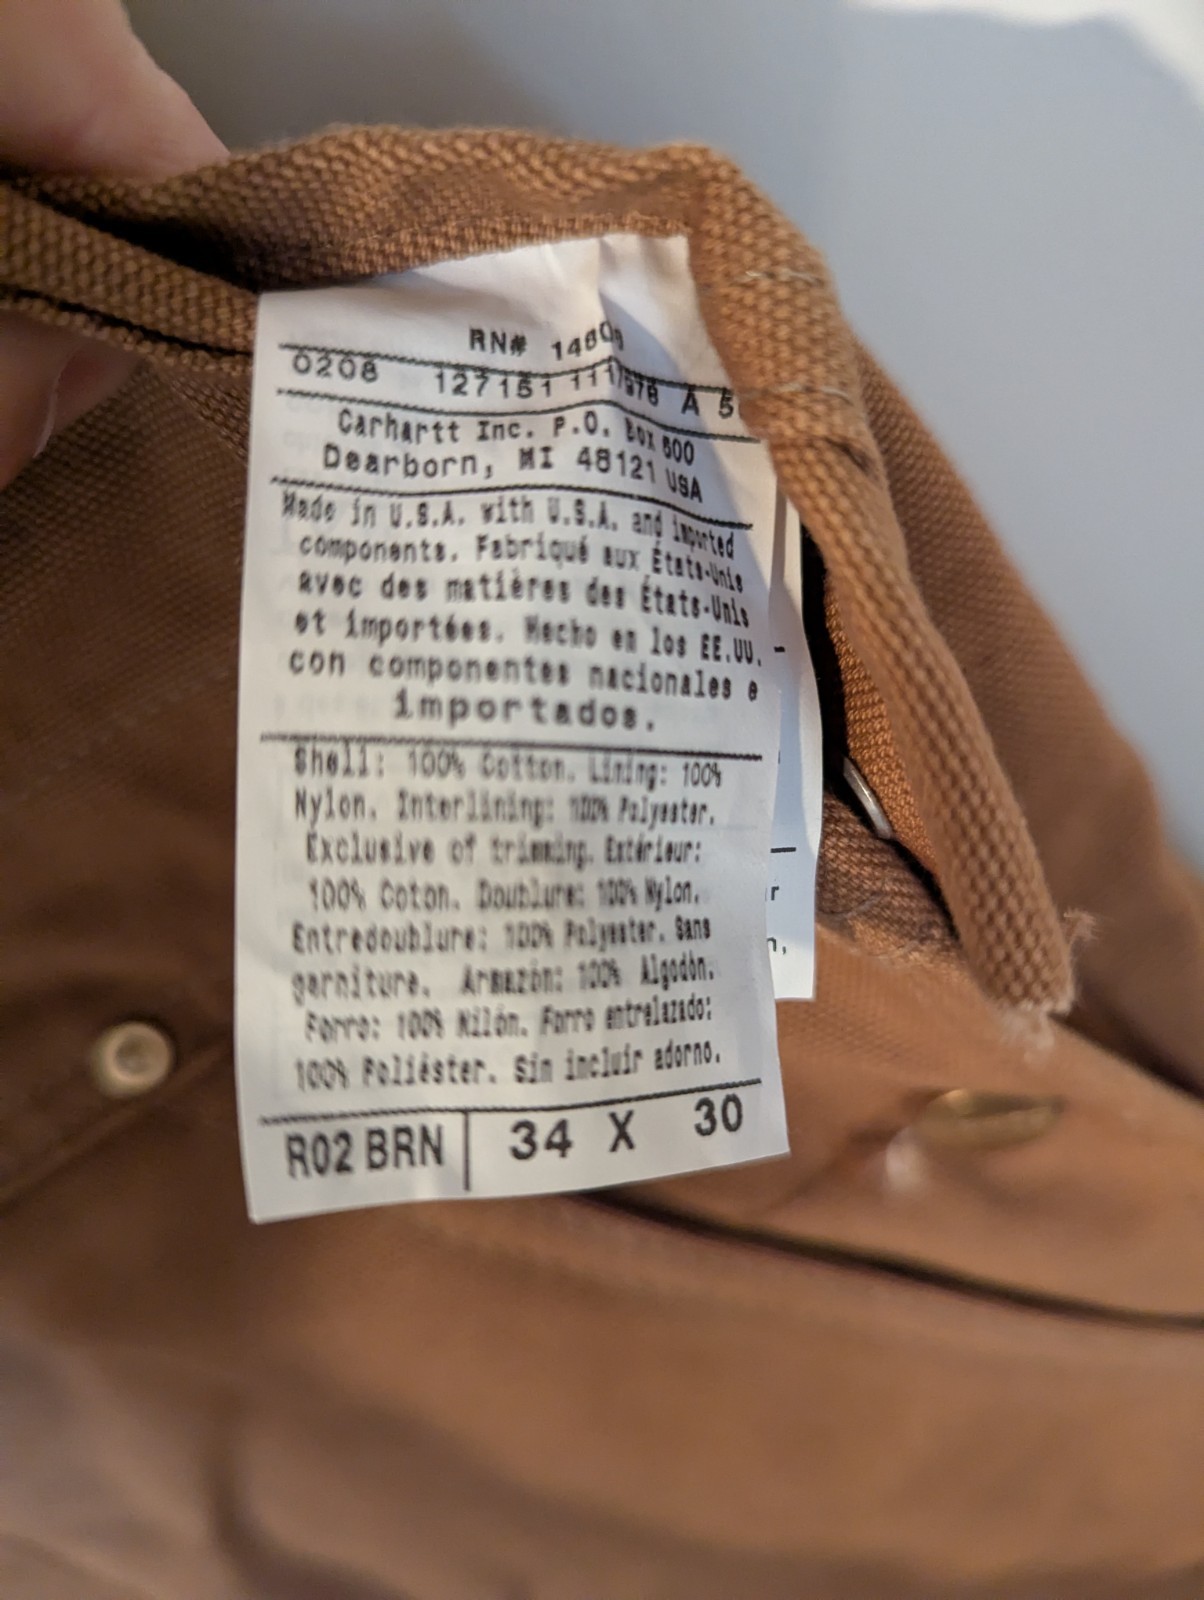 RN# 14806
0208 127151 A
Carhartt Inc. P.O. Box 600
Dearborn, MI 48121 USA
Made in U.S.A. with U.S.A. and imported
components. Fabriqué aux États-Unis
avec des matières des États-Unis
et importées. Hecho en los EE.UU.
con componentes nacionales e
importados.
Shell: 100% Cotton. Lining: 100%
Nylon. Interlining: 100% Polyester.
Exclusive of trimming. Extérieur:
100% Coton. Doublure: 100% Nylon.
Entredoublure: 100% Polyester. Sans
garniture. Armazón: 100% Algodón.
Forro: 100% Nilón. Forro entrelazado:
100% Poliéster. Sin incluir adorno.
R02 BRN 34 X 30